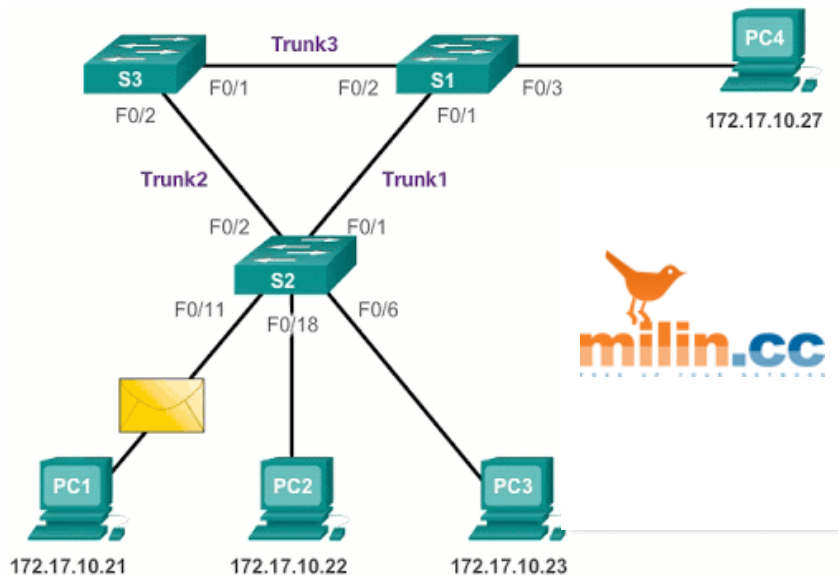 PC4
Trunk3
S3
S1
F0/1
F0/2
F0/3
F0/2
F0/1
172.17.10.27
Trunk2
Trunk1
F0/2
F0/1
S2
F0/11
F0/18
F0/6
milin.cc
PC1
PC2
PC3
172.17.10.21
172.17.10.22
172.17.10.23